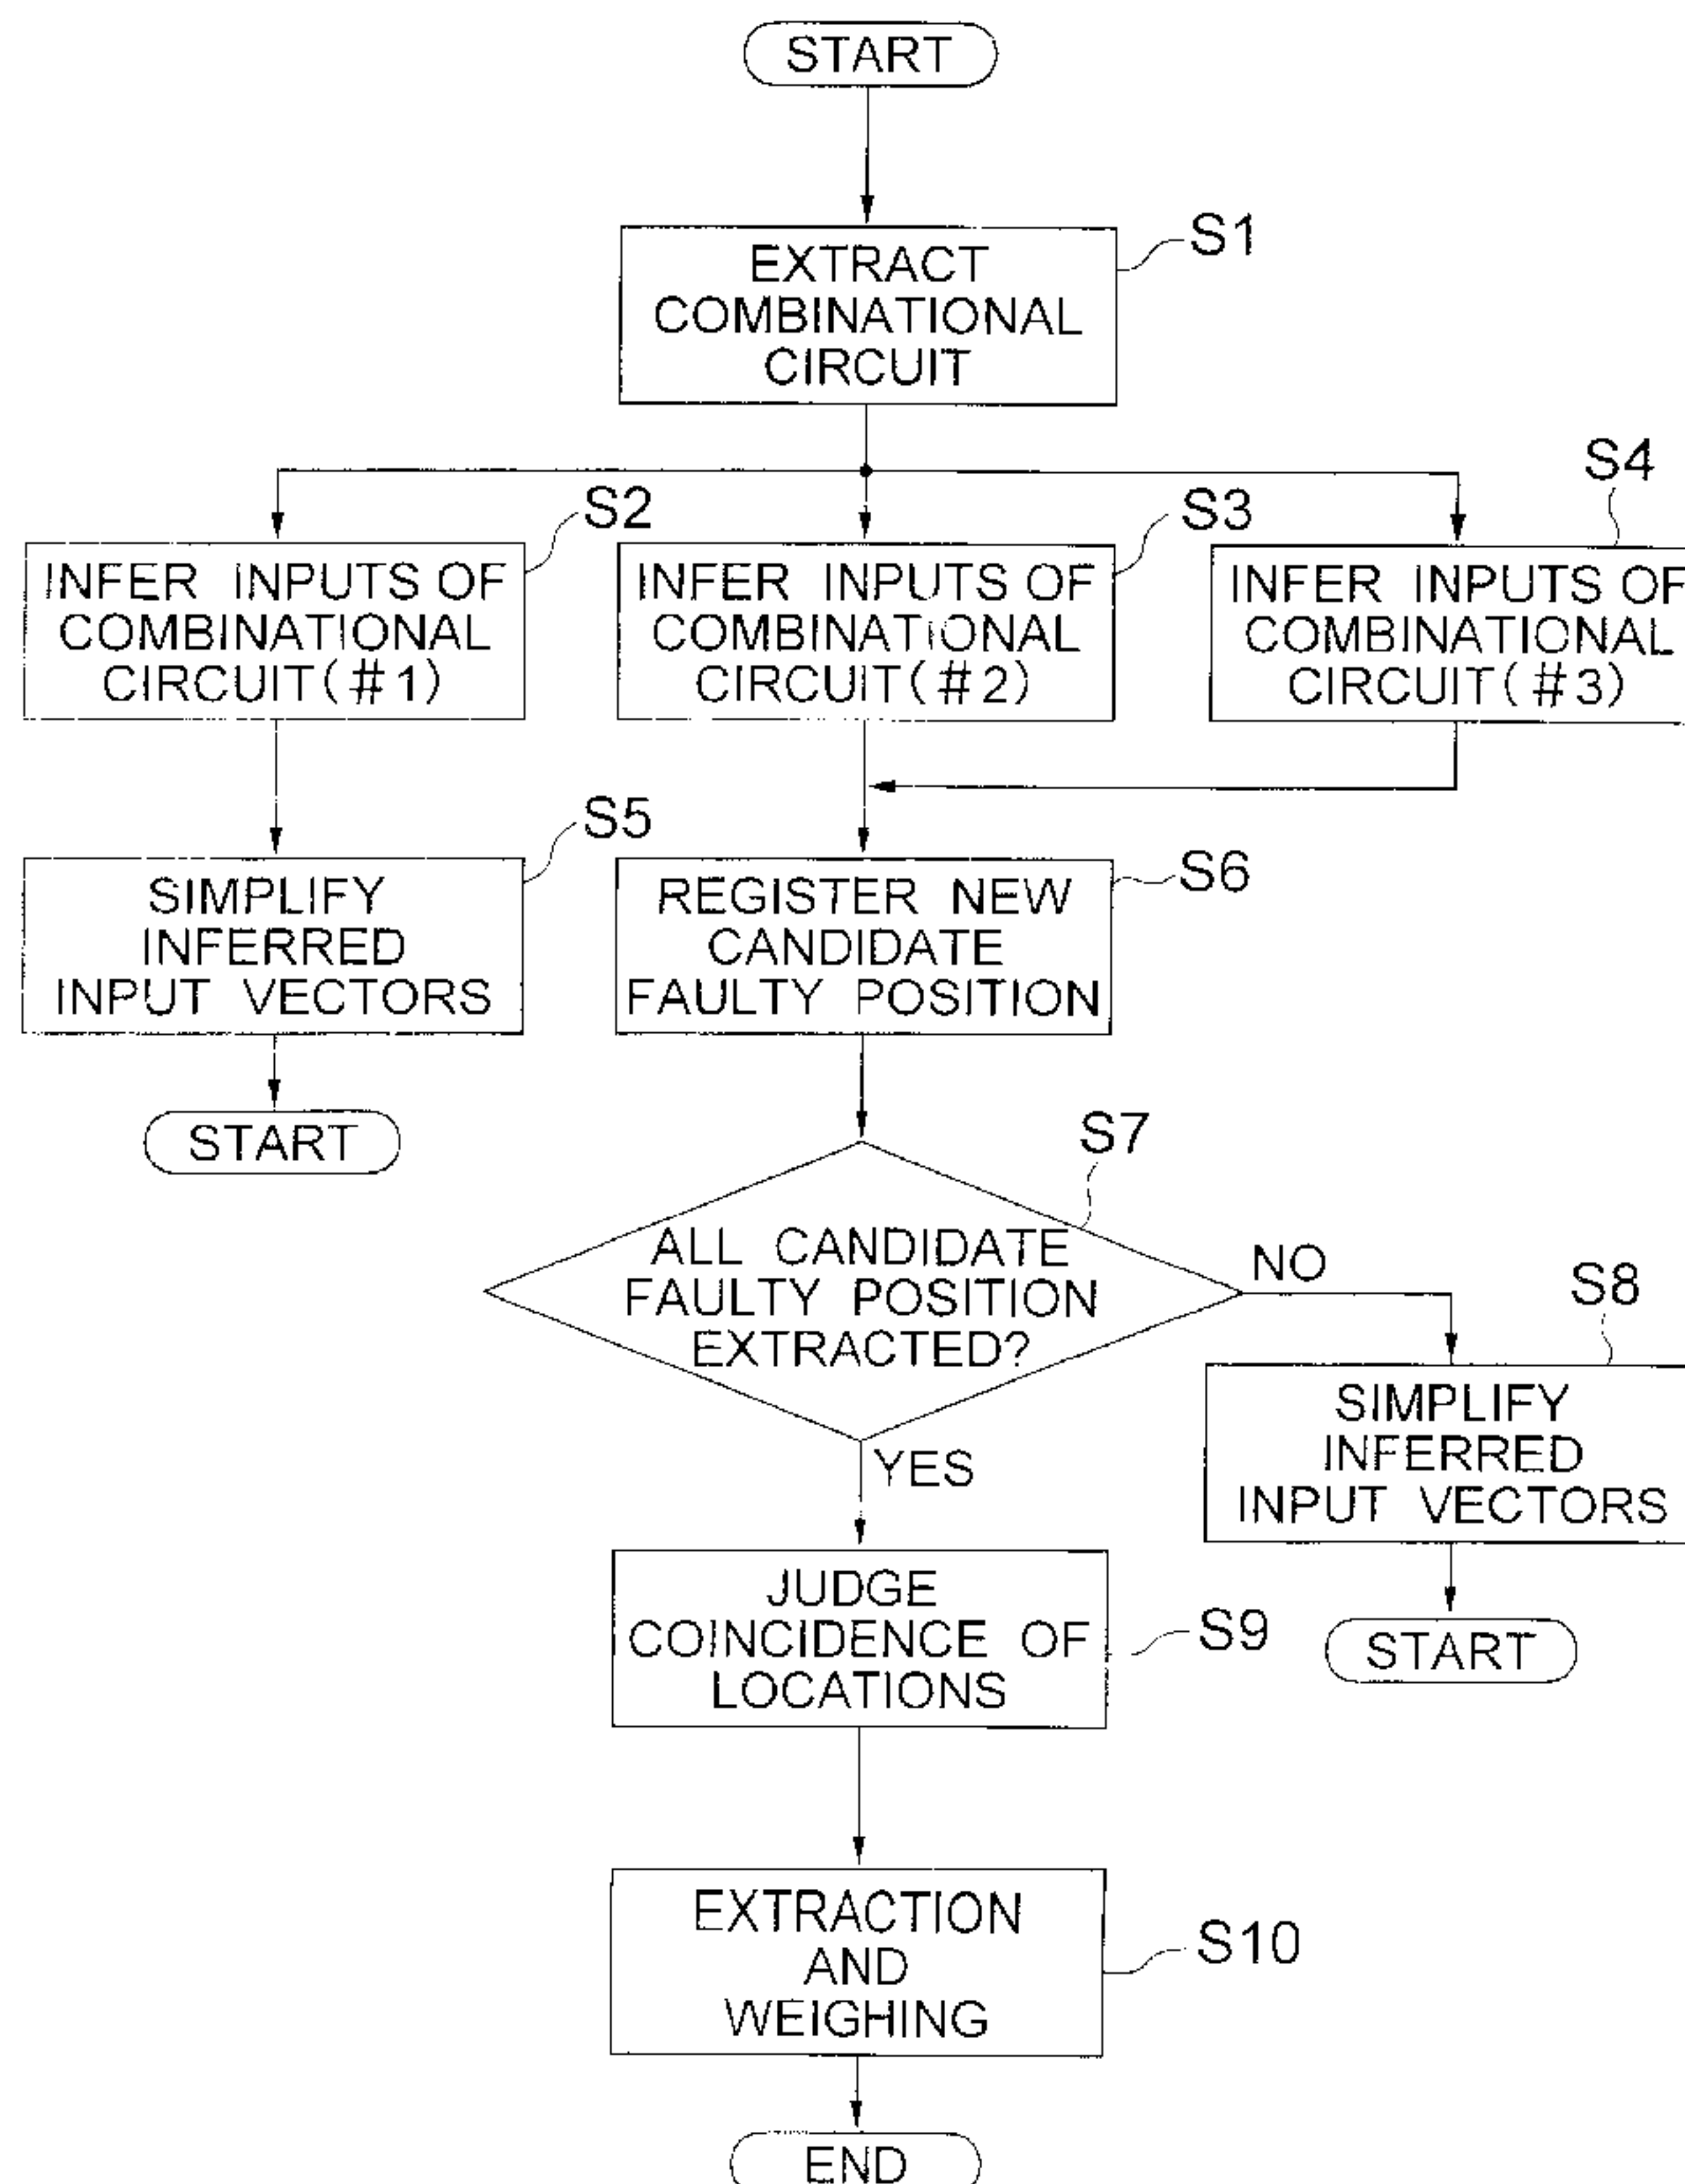 START
S1
EXTRACT
COMBINATIONAL
CIRCUIT
S2
INFER INPUTS OF
COMBINATIONAL
CIRCUIT(#1)
S3
INFER INPUTS OF
COMBINATIONAL
CIRCUIT(#2)
S4
INFER INPUTS OF
COMBINATIONAL
CIRCUIT(#3)
S5
SIMPLIFY
INFERRED
INPUT VECTORS
START
S6
REGISTER NEW
CANDIDATE
FAULTY POSITION
S7
ALL CANDIDATE
FAULTY POSITION
EXTRACTED?
NO
YES
S8
SIMPLIFY
INFERRED
INPUT VECTORS
START
JUDGE
COINCIDENCE OF
LOCATIONS
S9
EXTRACTION
AND
WEIGHING
S10
END